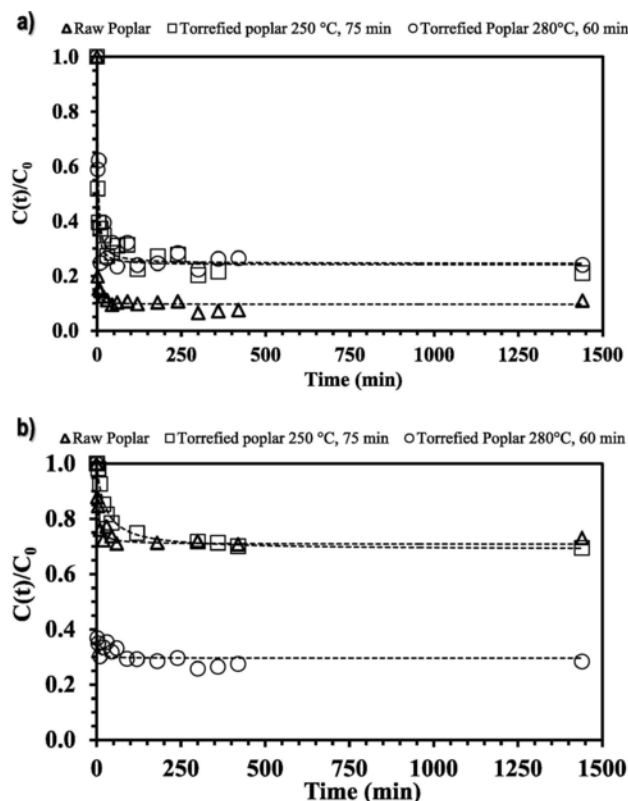 a)
△ Raw Poplar □ Torrefied poplar 250 °C, 75 min ○ Torrefied Poplar 280°C, 60 min
1.0
0.8
0.6
0.4
0.2
0.0
C(t)/C₀
0 250 500 750 1000 1250 1500
Time (min)
b)
△ Raw Poplar □ Torrefied poplar 250 °C, 75 min ○ Torrefied Poplar 280°C, 60 min
1.0
0.8
0.6
0.4
0.2
0.0
C(t)/C₀
0 250 500 750 1000 1250 1500
Time (min)